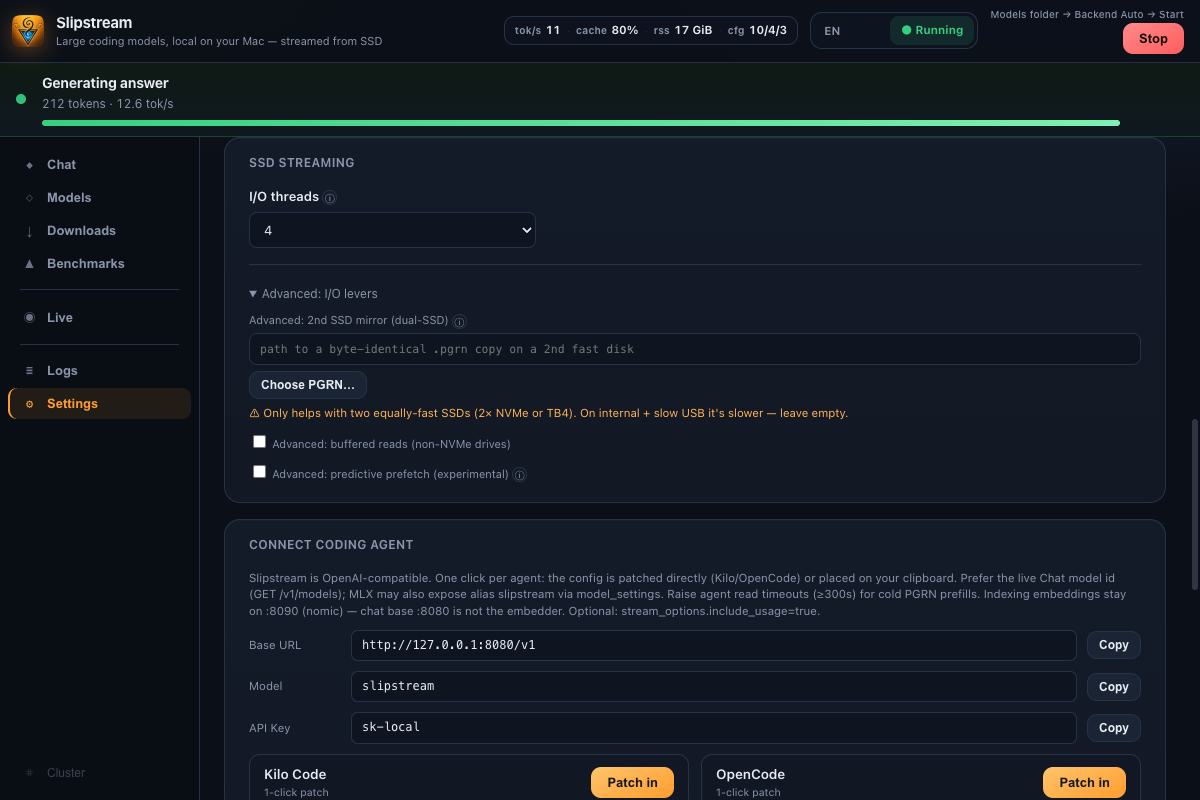 Slipstream
Large coding models, local on your Mac — streamed from SSD
tok/s 11 · cache 80% · rss 17 GiB · cfg 10/4/3
EN
Running
Models folder → Backend Auto → Start
Stop
Generating answer
212 tokens · 12.6 tok/s
Chat
Models
Downloads
Benchmarks
Live
Logs
Settings
Cluster
SSD STREAMING
I/O threads ⓘ
4
▼ Advanced: I/O levers
Advanced: 2nd SSD mirror (dual-SSD) ⓘ
path to a byte-identical .pgrn copy on a 2nd fast disk
Choose PGRN…
⚠ Only helps with two equally-fast SSDs (2× NVMe or TB4). On internal + slow USB it's slower — leave empty.
Advanced: buffered reads (non-NVMe drives)
Advanced: predictive prefetch (experimental) ⓘ
CONNECT CODING AGENT
Slipstream is OpenAI-compatible. One click per agent: the config is patched directly (Kilo/OpenCode) or placed on your clipboard. Prefer the live Chat model id
(GET /v1/models); MLX may also expose alias slipstream via model_settings. Raise agent read timeouts (≥300s) for cold PGRN prefills. Indexing embeddings stay
on :8090 (nomic) — chat base :8080 is not the embedder. Optional: stream_options.include_usage=true.
Base URL
http://127.0.0.1:8080/v1
Copy
Model
slipstream
Copy
API Key
sk-local
Copy
Kilo Code
1-click patch
Patch in
OpenCode
1-click patch
Patch in